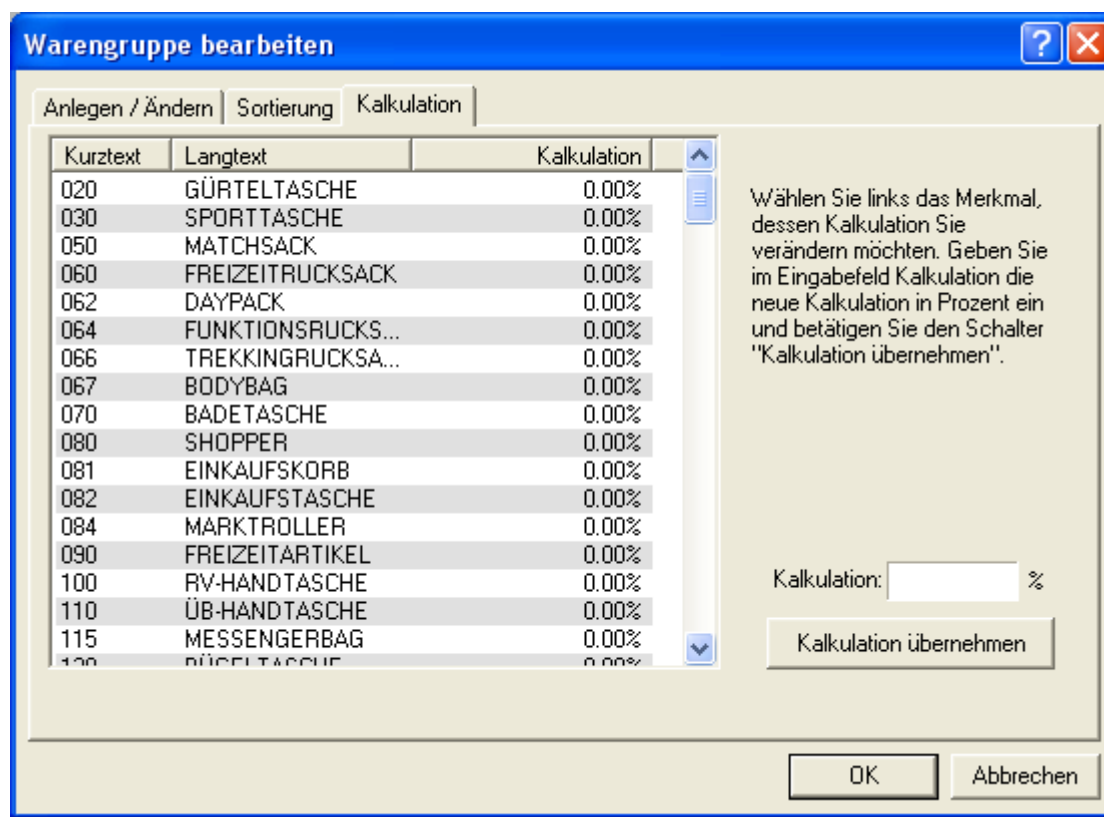 Warengruppe bearbeiten
Anlegen / Ändern Sortierung Kalkulation
Kurztext Langtext Kalkulation
020 GÜRTELTASCHE 0.00%
030 SPORTTASCHE 0.00%
050 MATCHSACK 0.00%
060 FREIZEITRUCKSACK 0.00%
062 DAYPACK 0.00%
064 FUNKTIONSRUCKS... 0.00%
066 TREKKINGRUCKSA... 0.00%
067 BODYBAG 0.00%
070 BADETASCHE 0.00%
080 SHOPPER 0.00%
081 EINKAUFSKORB 0.00%
082 EINKAUFSTASCHE 0.00%
084 MARKTROLLER 0.00%
090 FREIZEITARTIKEL 0.00%
100 RV-HANDTASCHE 0.00%
110 ÜB-HANDTASCHE 0.00%
115 MESSENGERBAG 0.00%
120 BÜGELTASCHE 0.00%
Wählen Sie links das Merkmal,
dessen Kalkulation Sie
verändern möchten. Geben Sie
im Eingabefeld Kalkulation die
neue Kalkulation in Prozent ein
und betätigen Sie den Schalter
"Kalkulation übernehmen".
Kalkulation: %
Kalkulation übernehmen
OK Abbrechen